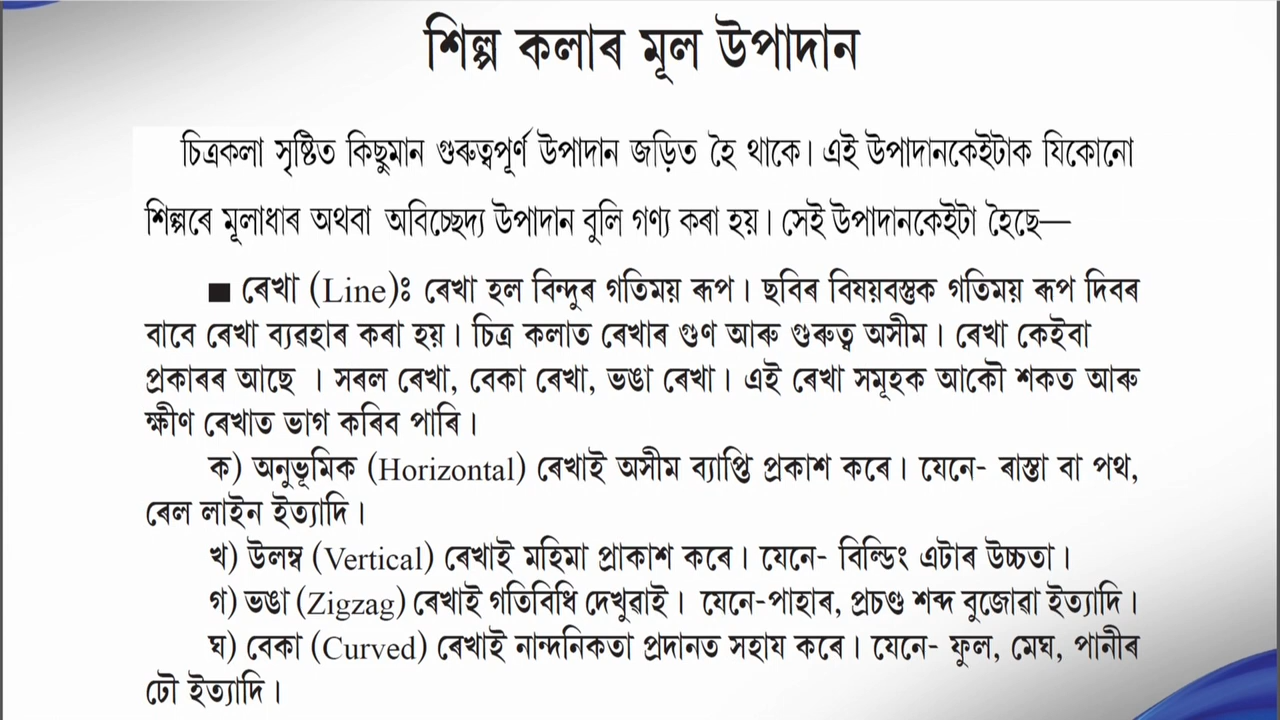 শিল্প কলাৰ মূল উপাদান
চিত্ৰকলা সৃষ্টিত কিছুমান গুৰুত্বপূৰ্ণ উপাদান জড়িত হৈ থাকে। এই উপাদানকেইটাক যিকোনো
শিল্পৰে মূলাধাৰ অথবা অবিচ্ছেদ্য উপাদান বুলি গণ্য কৰা হয়। সেই উপাদানকেইটা হৈছে—
■ ৰেখা (Line)ঃ ৰেখা হল বিন্দুৰ গতিময় ৰূপ। ছবিৰ বিষয়বস্তুক গতিময় ৰূপ দিবৰ
বাবে ৰেখা ব্যৱহাৰ কৰা হয়। চিত্ৰ কলাত ৰেখাৰ গুণ আৰু গুৰুত্ব অসীম। ৰেখা কেইবা
প্ৰকাৰৰ আছে । সৰল ৰেখা, বেকা ৰেখা, ভঙা ৰেখা। এই ৰেখা সমূহক আকৌ শকত আৰু
ক্ষীণ ৰেখাত ভাগ কৰিব পাৰি।
ক) অনুভূমিক (Horizontal) ৰেখাই অসীম ব্যাপ্তি প্ৰকাশ কৰে। যেনে- ৰাস্তা বা পথ,
ৰেল লাইন ইত্যাদি।
খ) উলম্ব (Vertical) ৰেখাই মহিমা প্ৰাকাশ কৰে। যেনে- বিল্ডিং এটাৰ উচ্চতা।
গ) ভঙা (Zigzag) ৰেখাই গতিবিধি দেখুৱাই। যেনে-পাহাৰ, প্ৰচণ্ড শব্দ বুজোৱা ইত্যাদি।
ঘ) বেকা (Curved) ৰেখাই নান্দনিকতা প্ৰদানত সহায কৰে। যেনে- ফুল, মেঘ, পানীৰ
ঢৌ ইত্যাদি।